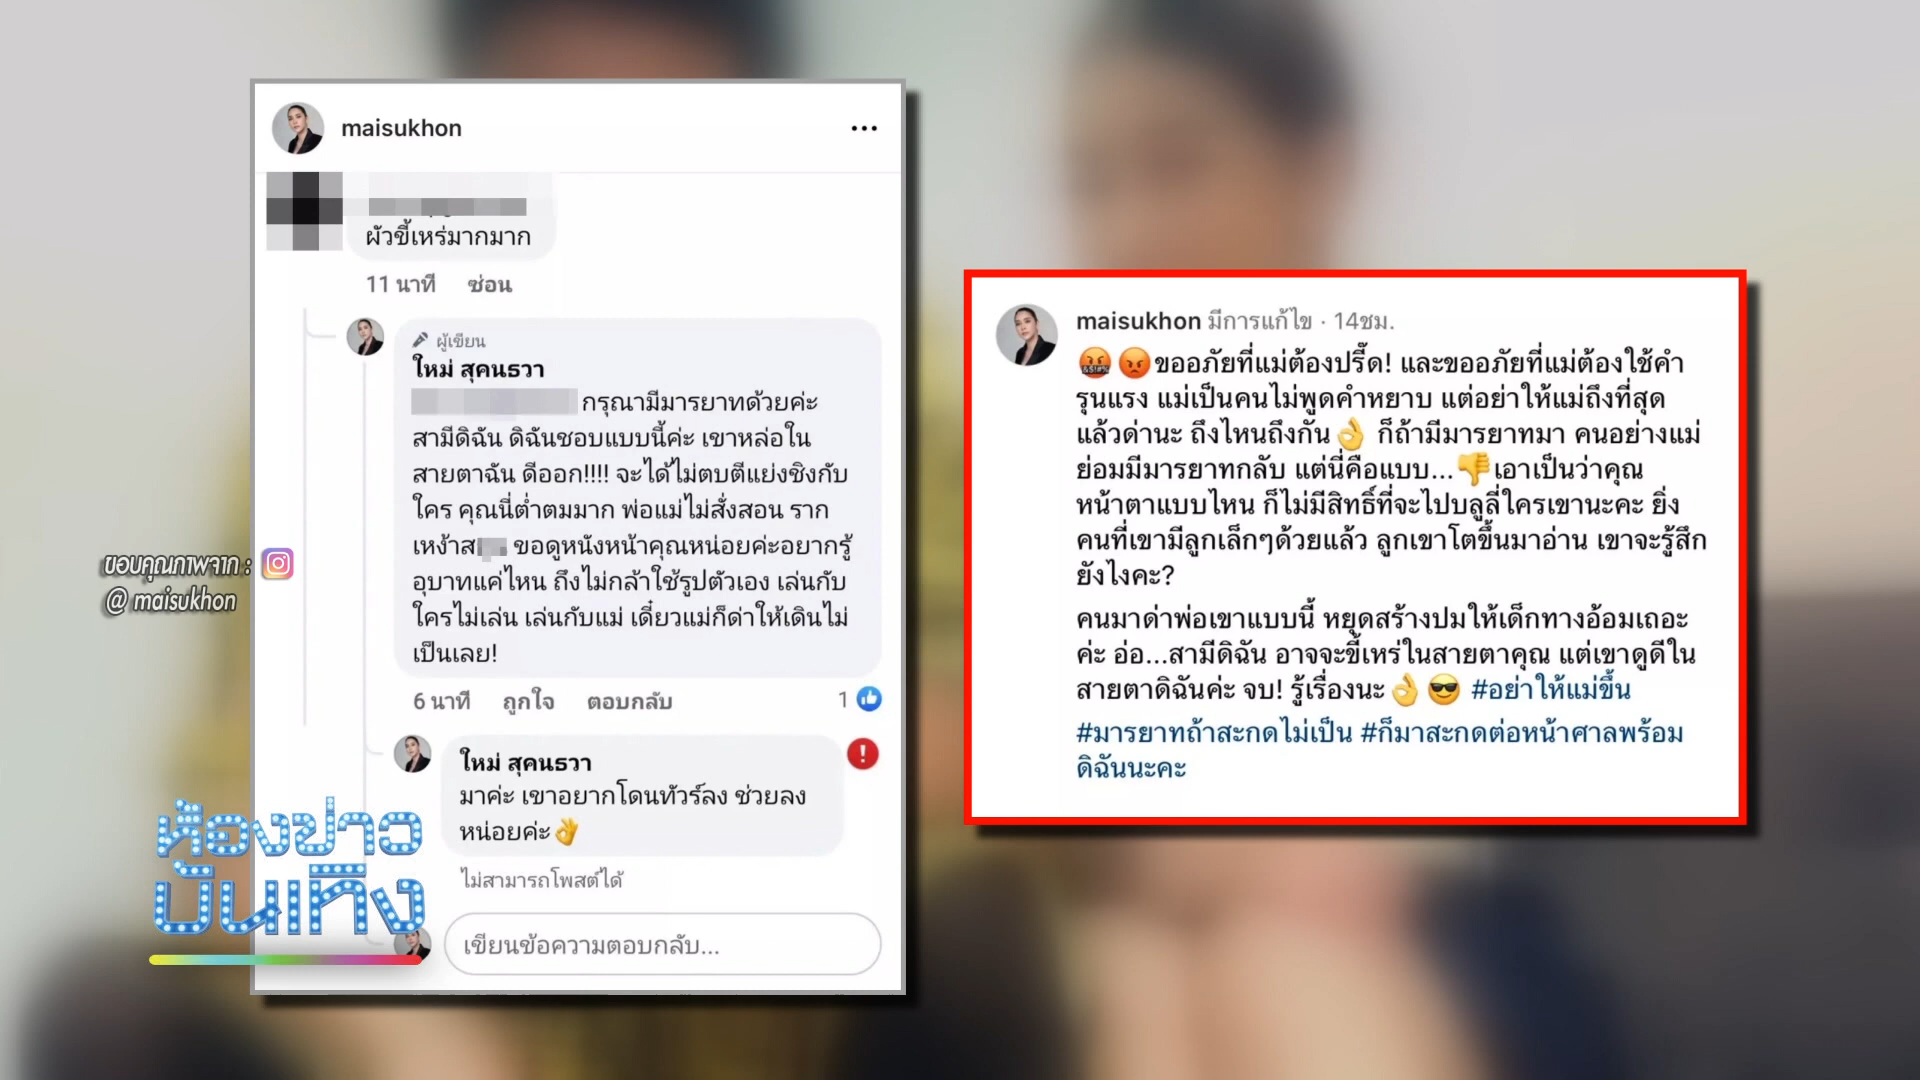 maisukhon
ผัวขี้เหร่มากมาก
11 นาที ซ่อน
ผู้เขียน
ใหม่ สุคนธวา
กรุณามีมารยาทด้วยค่ะ
สามีดิฉัน ดิฉันชอบแบบนี้ค่ะ เขาหล่อใน
สายตาฉัน ดีออก!!!! จะได้ไม่ตบตีแย่งชิงกับ
ใคร คุณนี่ต่ำตมมาก พ่อแม่ไม่สั่งสอน ราก
เหง้าส ขอดูหนังหน้าคุณหน่อยค่ะอยากรู้
อุบาทแค่ไหน ถึงไม่กล้าใช้รูปตัวเอง เล่นกับ
ใครไม่เล่น เล่นกับแม่ เดี๋ยวแม่ก็ด่าให้เดินไม่
เป็นเลย!
6 นาที ถูกใจ ตอบกลับ 1
ใหม่ สุคนธวา
มาค่ะ เขาอยากโดนทัวร์ลง ช่วยลง
หน่อยค่ะ👌
ไม่สามารถโพสต์ได้
เขียนข้อความตอบกลับ...
ขอบคุณภาพจาก :
@ maisukhon
ห้องข่าว
บันเทิง
maisukhon มีการแก้ไข · 14ชม.
🤬😡ขออภัยที่แม่ต้องปรี๊ด! และขออภัยที่แม่ต้องใช้คำ
รุนแรง แม่เป็นคนไม่พูดคำหยาบ แต่อย่าให้แม่ถึงที่สุด
แล้วด่านะ ถึงไหนถึงกัน👌 ก็ถ้ามีมารยาทมา คนอย่างแม่
ย่อมมีมารยาทกลับ แต่นี่คือแบบ...👎เอาเป็นว่าคุณ
หน้าตาแบบไหน ก็ไม่มีสิทธิ์ที่จะไปบลูลี่ใครเขานะคะ ยิ่ง
คนที่เขามีลูกเล็กๆด้วยแล้ว ลูกเขาโตขึ้นมาอ่าน เขาจะรู้สึก
ยังไงคะ?
คนมาด่าพ่อเขาแบบนี้ หยุดสร้างปมให้เด็กทางอ้อมเถอะ
ค่ะ อ่อ...สามีดิฉัน อาจจะขี้เหร่ในสายตาคุณ แต่เขาดูดีใน
สายตาดิฉันค่ะ จบ! รู้เรื่องนะ👌😎 #อย่าให้แม่ขึ้น
#มารยาทถ้าสะกดไม่เป็น #ก็มาสะกดต่อหน้าศาลพร้อม
ดิฉันนะคะ